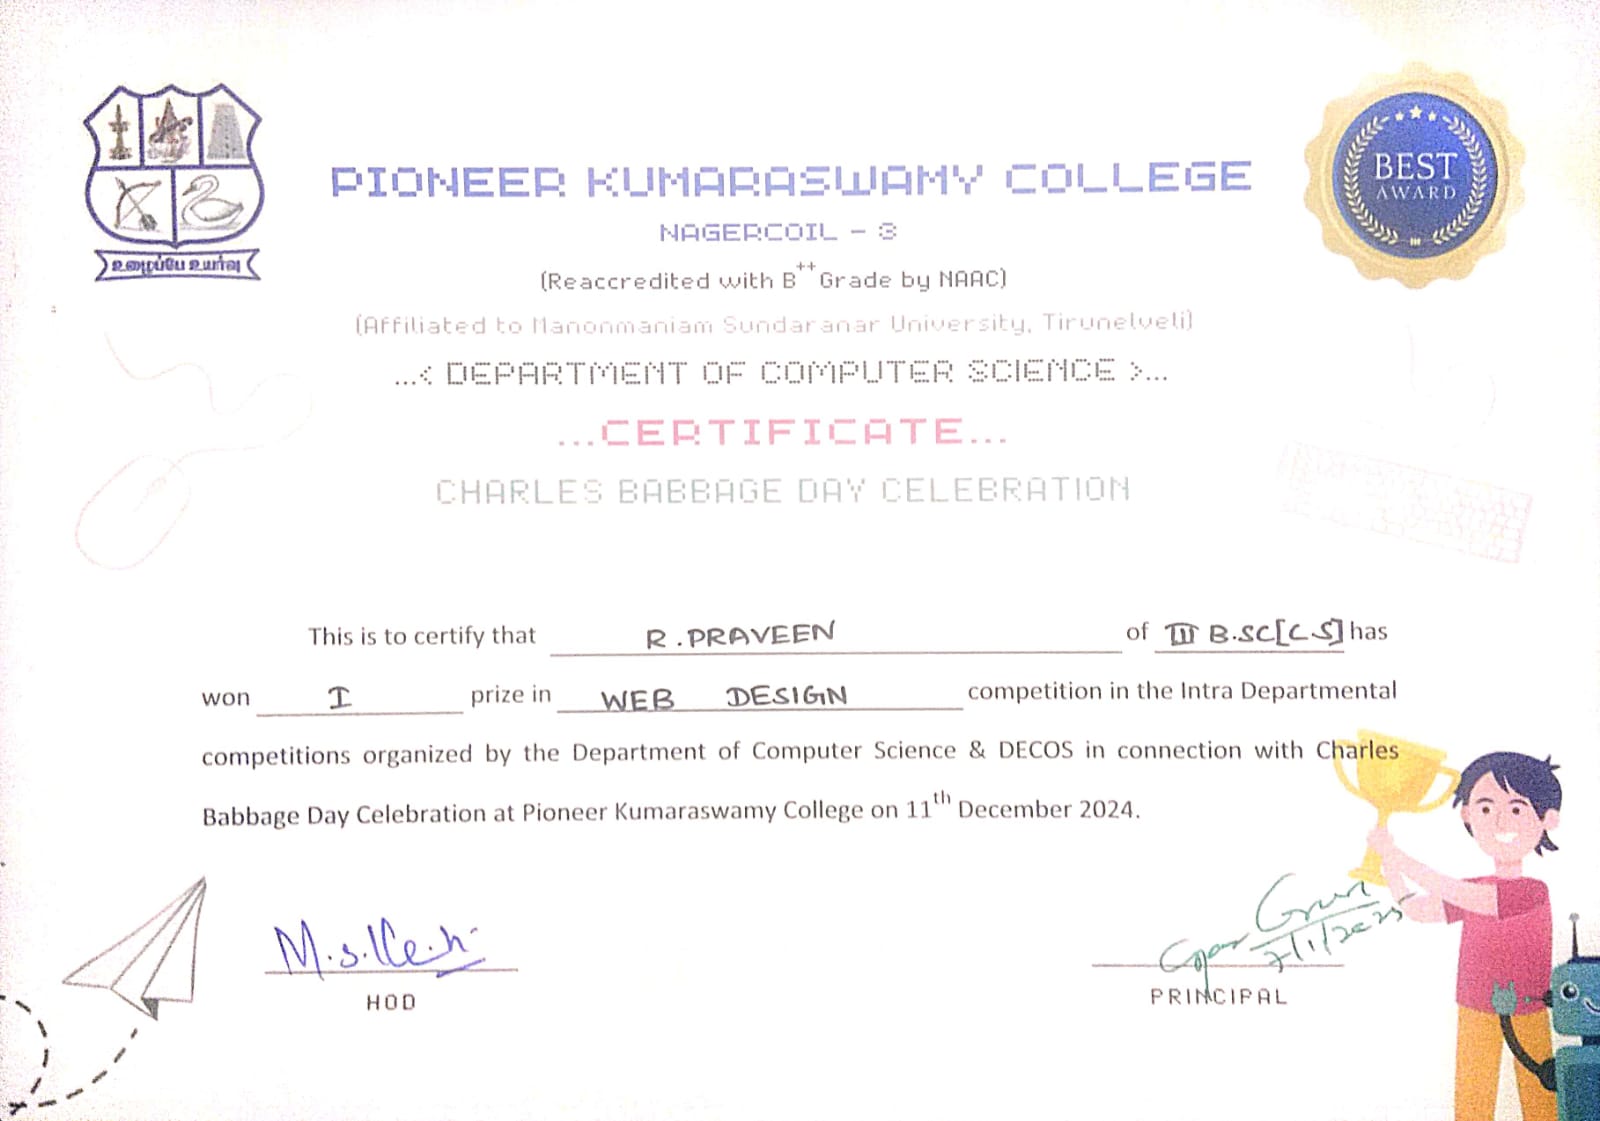 உழைப்பே உயர்வு
BEST
AWARD
PIONEER KUMARASWAMY COLLEGE
NAGERCOIL - 3
(Reaccredited with B++ Grade by NAAC)
(Affiliated to Manonmaniam Sundaranar University, Tirunelveli)
...< DEPARTMENT OF COMPUTER SCIENCE >...
...CERTIFICATE...
CHARLES BABBAGE DAY CELEBRATION
This is to certify that R.PRAVEEN of III B.SC[CS] has
won I prize in WEB DESIGN competition in the Intra Departmental
competitions organized by the Department of Computer Science & DECOS in connection with Charles
Babbage Day Celebration at Pioneer Kumaraswamy College on 11th December 2024.
7/1/2025
HOD
PRINCIPAL